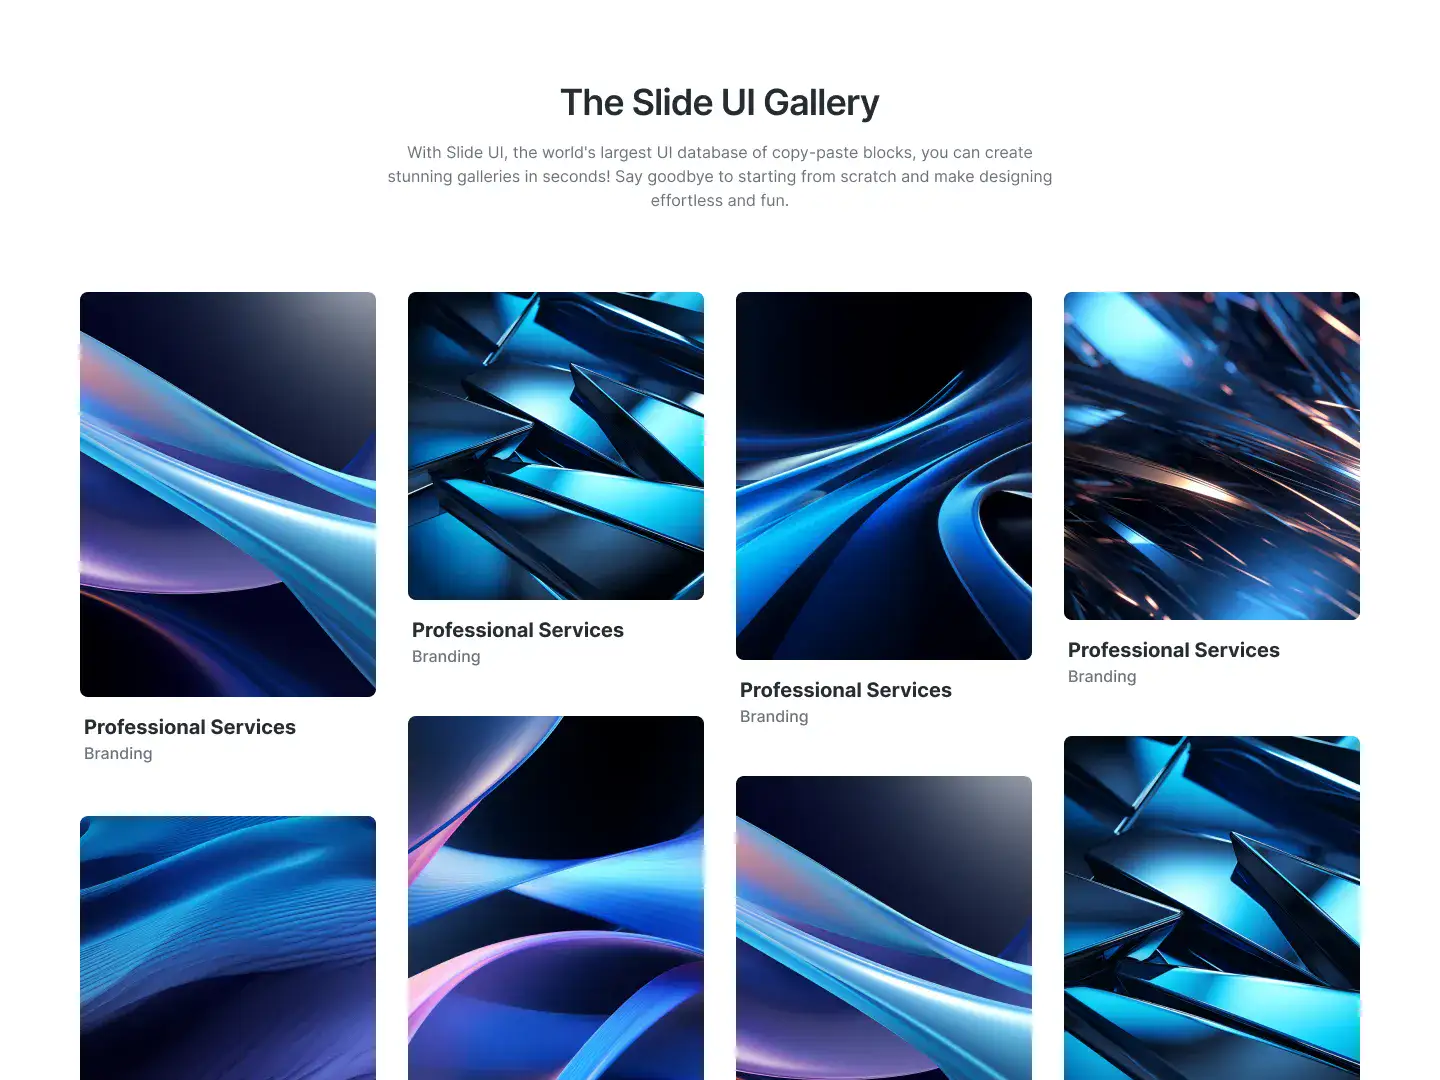 The Slide UI Gallery
With Slide UI, the world's largest UI database of copy-paste blocks, you can create
stunning galleries in seconds! Say goodbye to starting from scratch and make designing
effortless and fun.
Professional Services
Branding
Professional Services
Branding
Professional Services
Branding
Professional Services
Branding